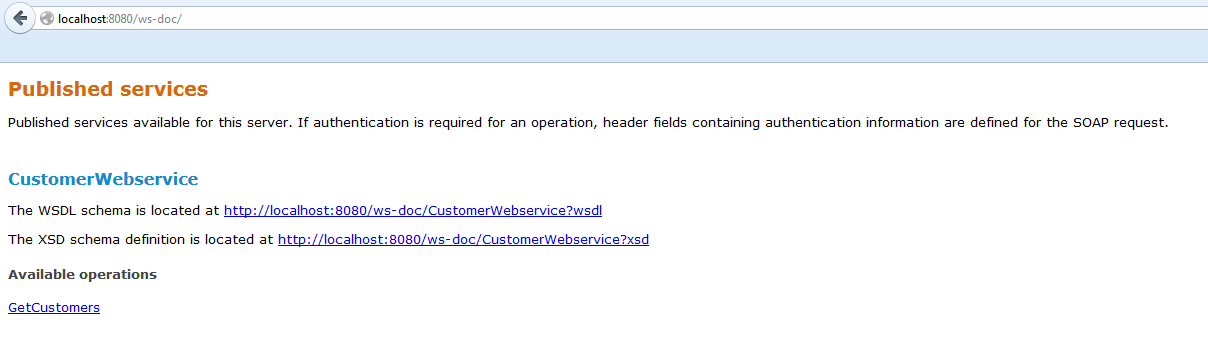 localhost:8080/ws-doc/
Published services
Published services available for this server. If authentication is required for an operation, header fields containing authentication information are defined for the SOAP request.
CustomerWebservice
The WSDL schema is located at http://localhost:8080/ws-doc/CustomerWebservice?wsdl
The XSD schema definition is located at http://localhost:8080/ws-doc/CustomerWebservice?xsd
Available operations
GetCustomers